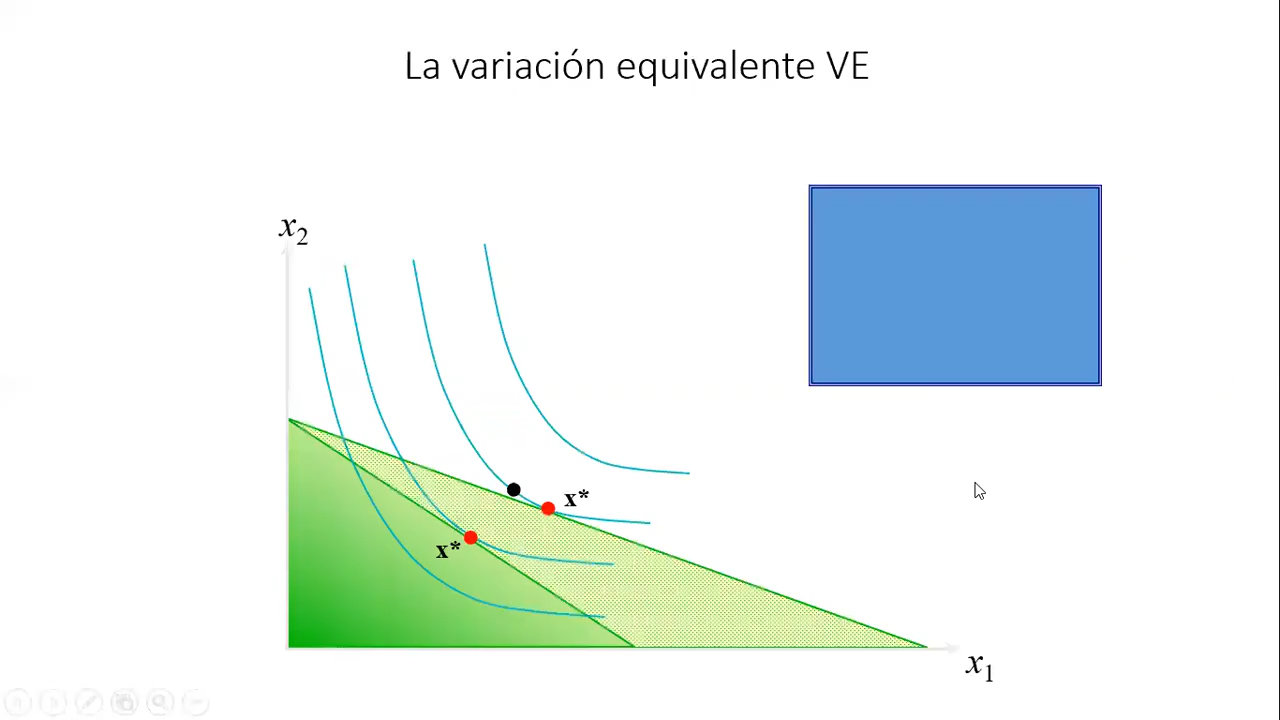 La variación equivalente VE
x₂
x*
x*
x₁